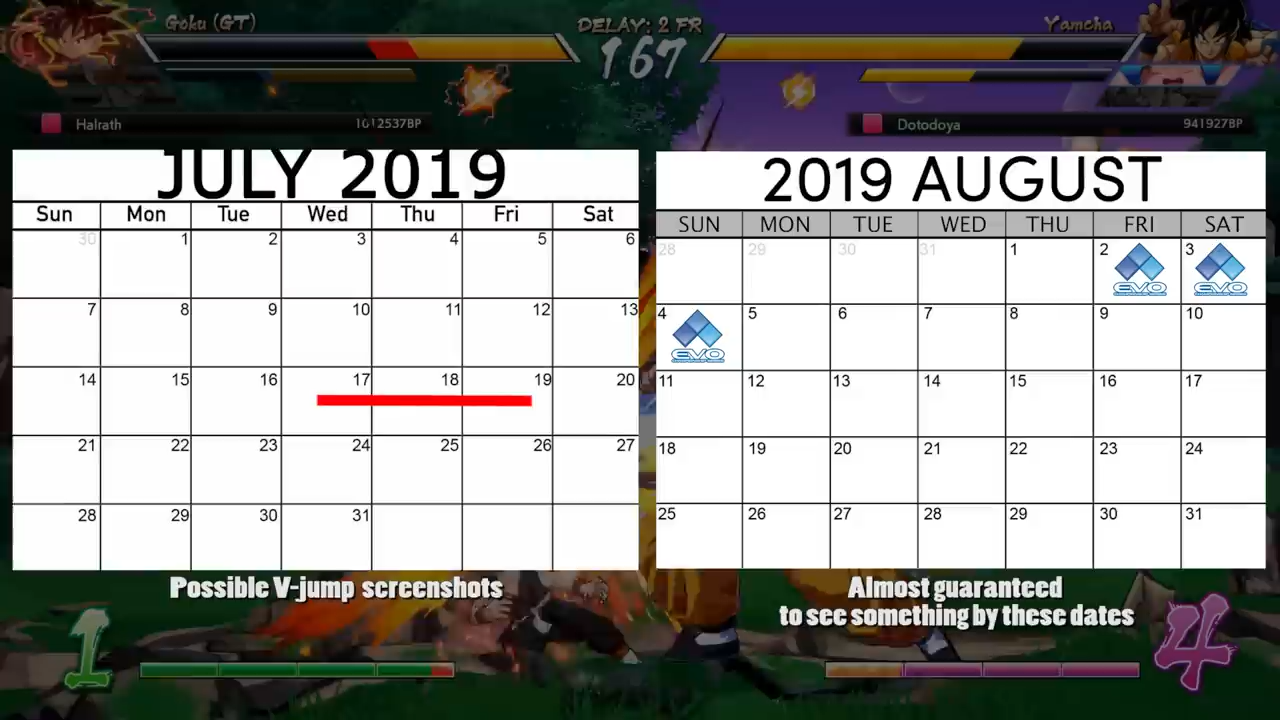 Goku (GT)
DELAY: 2 FR
Yamcha
167
Halrath
1012537BP
Dotodoya
941927BP
JULY 2019
Sun Mon Tue Wed Thu Fri Sat
30 1 2 3 4 5 6
7 8 9 10 11 12 13
14 15 16 17 18 19 20
21 22 23 24 25 26 27
28 29 30 31
2019 AUGUST
SUN MON TUE WED THU FRI SAT
28 29 30 31 1 2 3
EVO EVO
4 5 6 7 8 9 10
EVO
11 12 13 14 15 16 17
18 19 20 21 22 23 24
25 26 27 28 29 30 31
Possible V-jump screenshots
Almost guaranteed
to see something by these dates
1
4